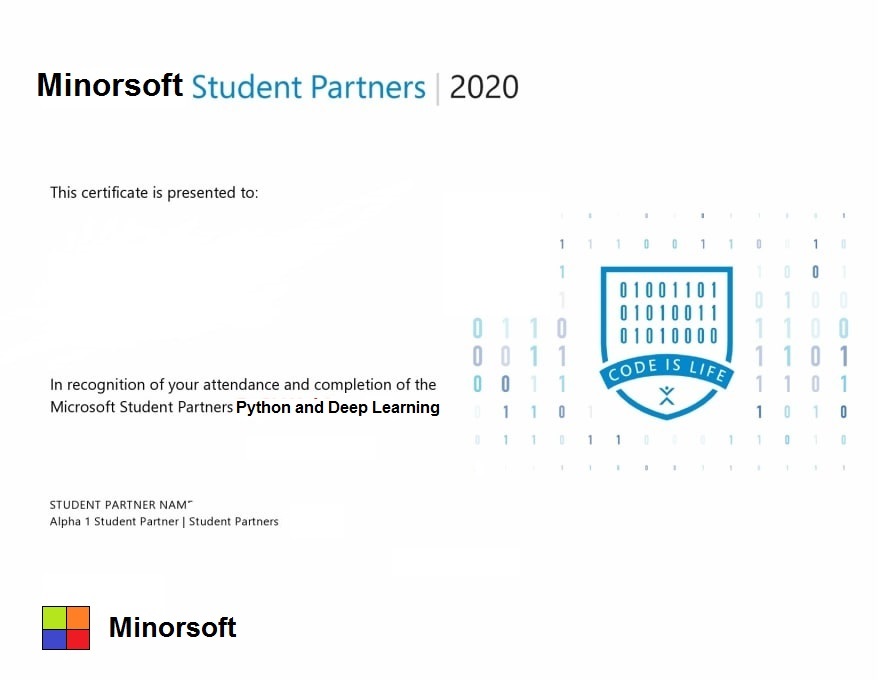 Minorsoft Student Partners | 2020
This certificate is presented to:
01001101
01010011
01010000
CODE IS LIFE
In recognition of your attendance and completion of the
Microsoft Student Partners Python and Deep Learning
STUDENT PARTNER NAM
Alpha 1 Student Partner | Student Partners
Minorsoft